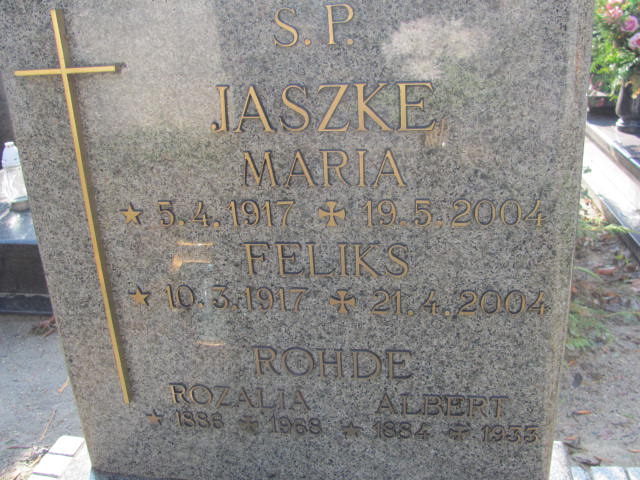 S.P.
JASZKE
MARIA
★ 5.4.1917 ✠ 19.5.2004
FELIKS
★ 10.3.1917 ✠ 21.4.2004
ROHDE
ROZALIA ALBERT
★ 1886 ✠ 1968 ★ 1884 ✠ 1955